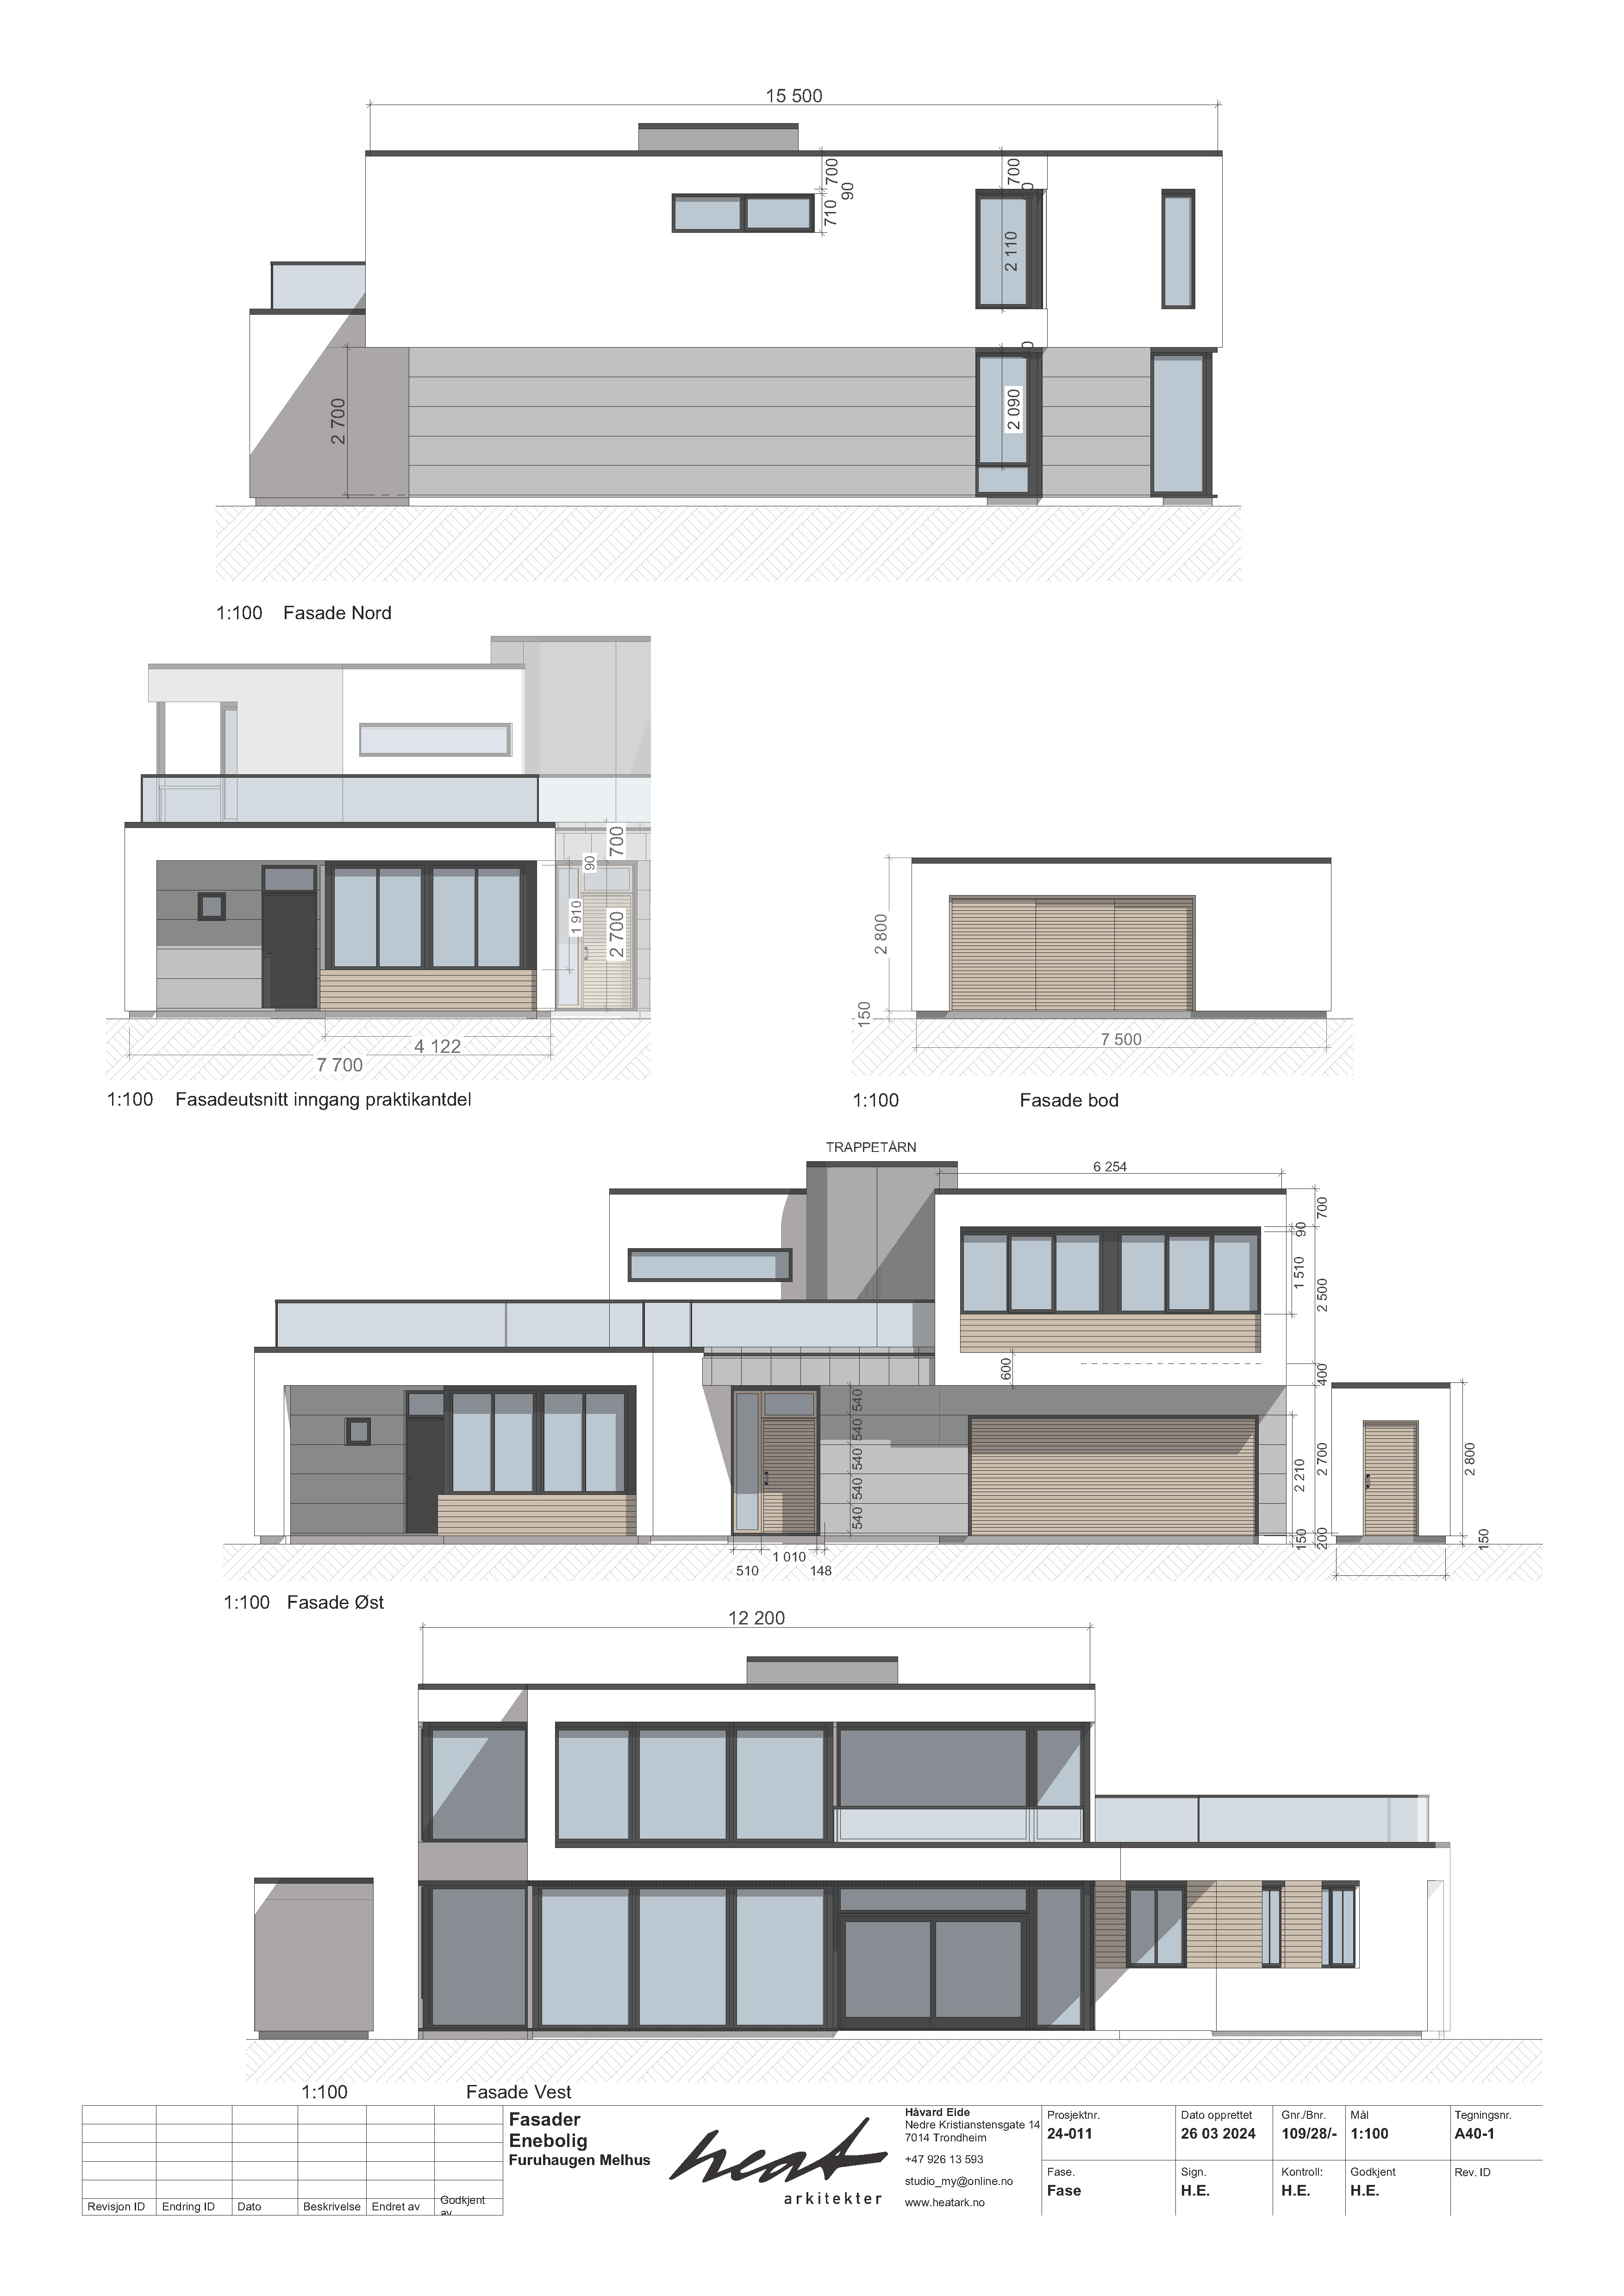 15 500
700
90
710
700
2 110
2 700
2 090
1:100 Fasade Nord
700
90
1 910
2 700
4 122
7 700
1:100 Fasadeutsnitt inngang praktikantdel
2 800
150
7 500
1:100 Fasade bod
TRAPPETÅRN
6 254
700
90
1 510
2 500
600
400
540
540
540
540
540
2 210
2 700
2 800
150
200
150
510
1 010
148
1:100 Fasade Øst
12 200
1:100 Fasade Vest
Revisjon ID Endring ID Dato Beskrivelse Endret av Godkjent av
Fasader
Enebolig
Furuhaugen Melhus
heat
arkitekter
Håvard Eide
Nedre Kristianstensgate 14
7014 Trondheim
+47 926 13 593
studio_my@online.no
www.heatark.no
Prosjektnr. Dato opprettet Gnr./Bnr. Mål Tegningsnr.
24-011 26 03 2024 109/28/- 1:100 A40-1
Fase. Sign. Kontroll: Godkjent Rev. ID
Fase H.E. H.E. H.E.